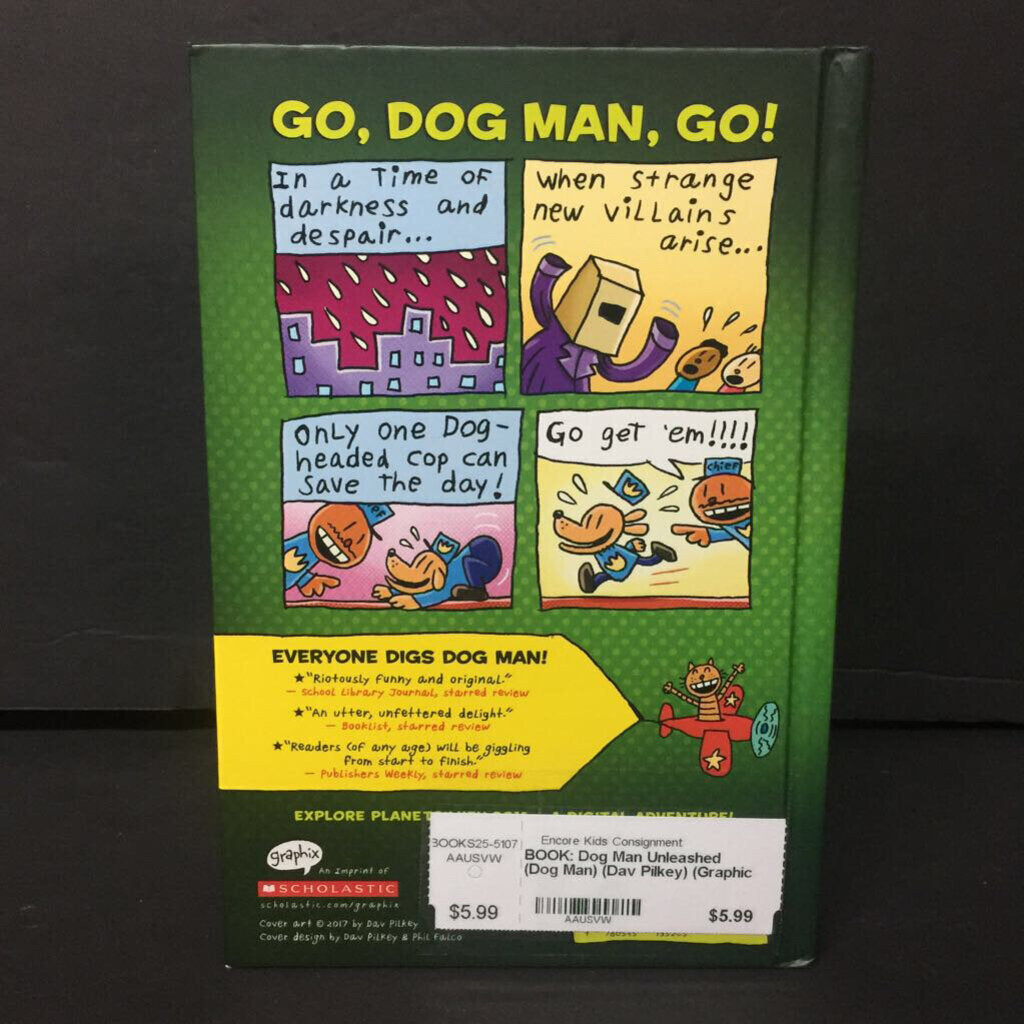 GO, DOG MAN, GO!
In a Time of
darkness and
despair...
when strange
new villains
arise...
Only one Dog-
headed cop can
save the day!
EF
Go get 'em!!!!
CHIEF
EVERYONE DIGS DOG MAN!
★"Riotously funny and original."
— School Library Journal, starred review
★"An utter, unfettered delight."
— Booklist, starred review
★"Readers (of any age) will be giggling
from start to finish."
— Publishers Weekly, starred review
EXPLORE PLANET
A DIGITAL ADVENTURE!
graphix
An Imprint of
SCHOLASTIC
scholastic.com/graphix
Cover art © 2017 by Dav Pilkey
Cover design by Dav Pilkey & Phil Falco
BOOKS25-5107
AAUSVW
$5.99
Encore Kids Consignment
BOOK: Dog Man Unleashed
(Dog Man) (Dav Pilkey) (Graphic
AAUSVW
$5.99